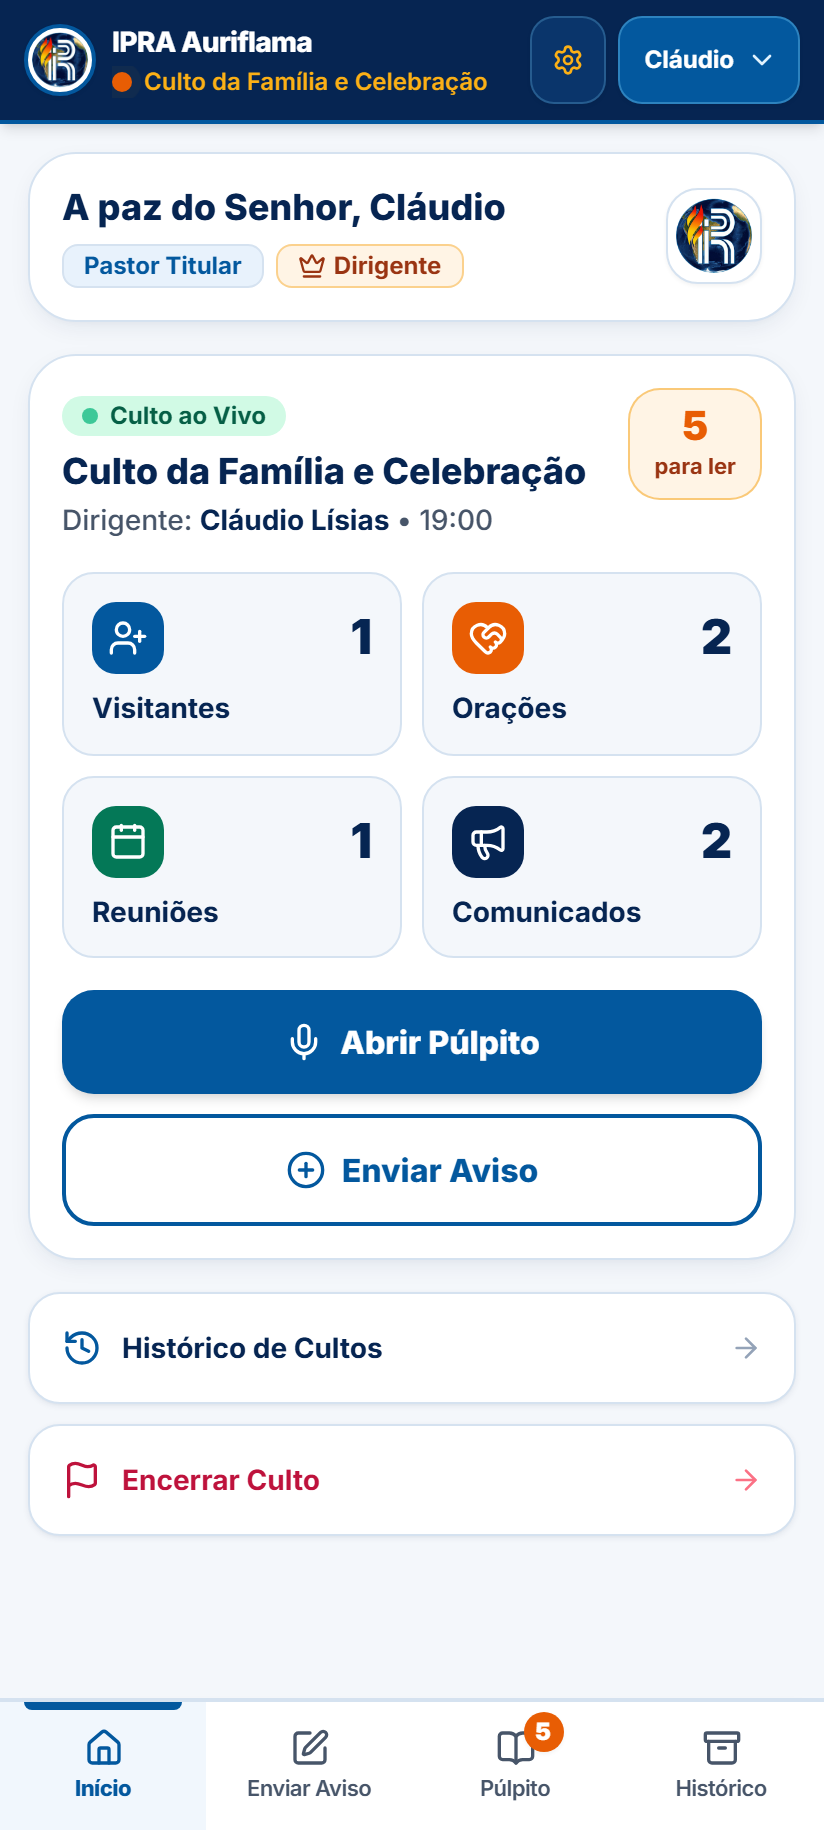 IPRA Auriflama
Culto da Família e Celebração
Cláudio
A paz do Senhor, Cláudio
Pastor Titular
Dirigente
Culto ao Vivo
5
para ler
Culto da Família e Celebração
Dirigente: Cláudio Lísias • 19:00
1
Visitantes
2
Orações
1
Reuniões
2
Comunicados
Abrir Púlpito
Enviar Aviso
Histórico de Cultos
Encerrar Culto
Início
Enviar Aviso
5
Púlpito
Histórico